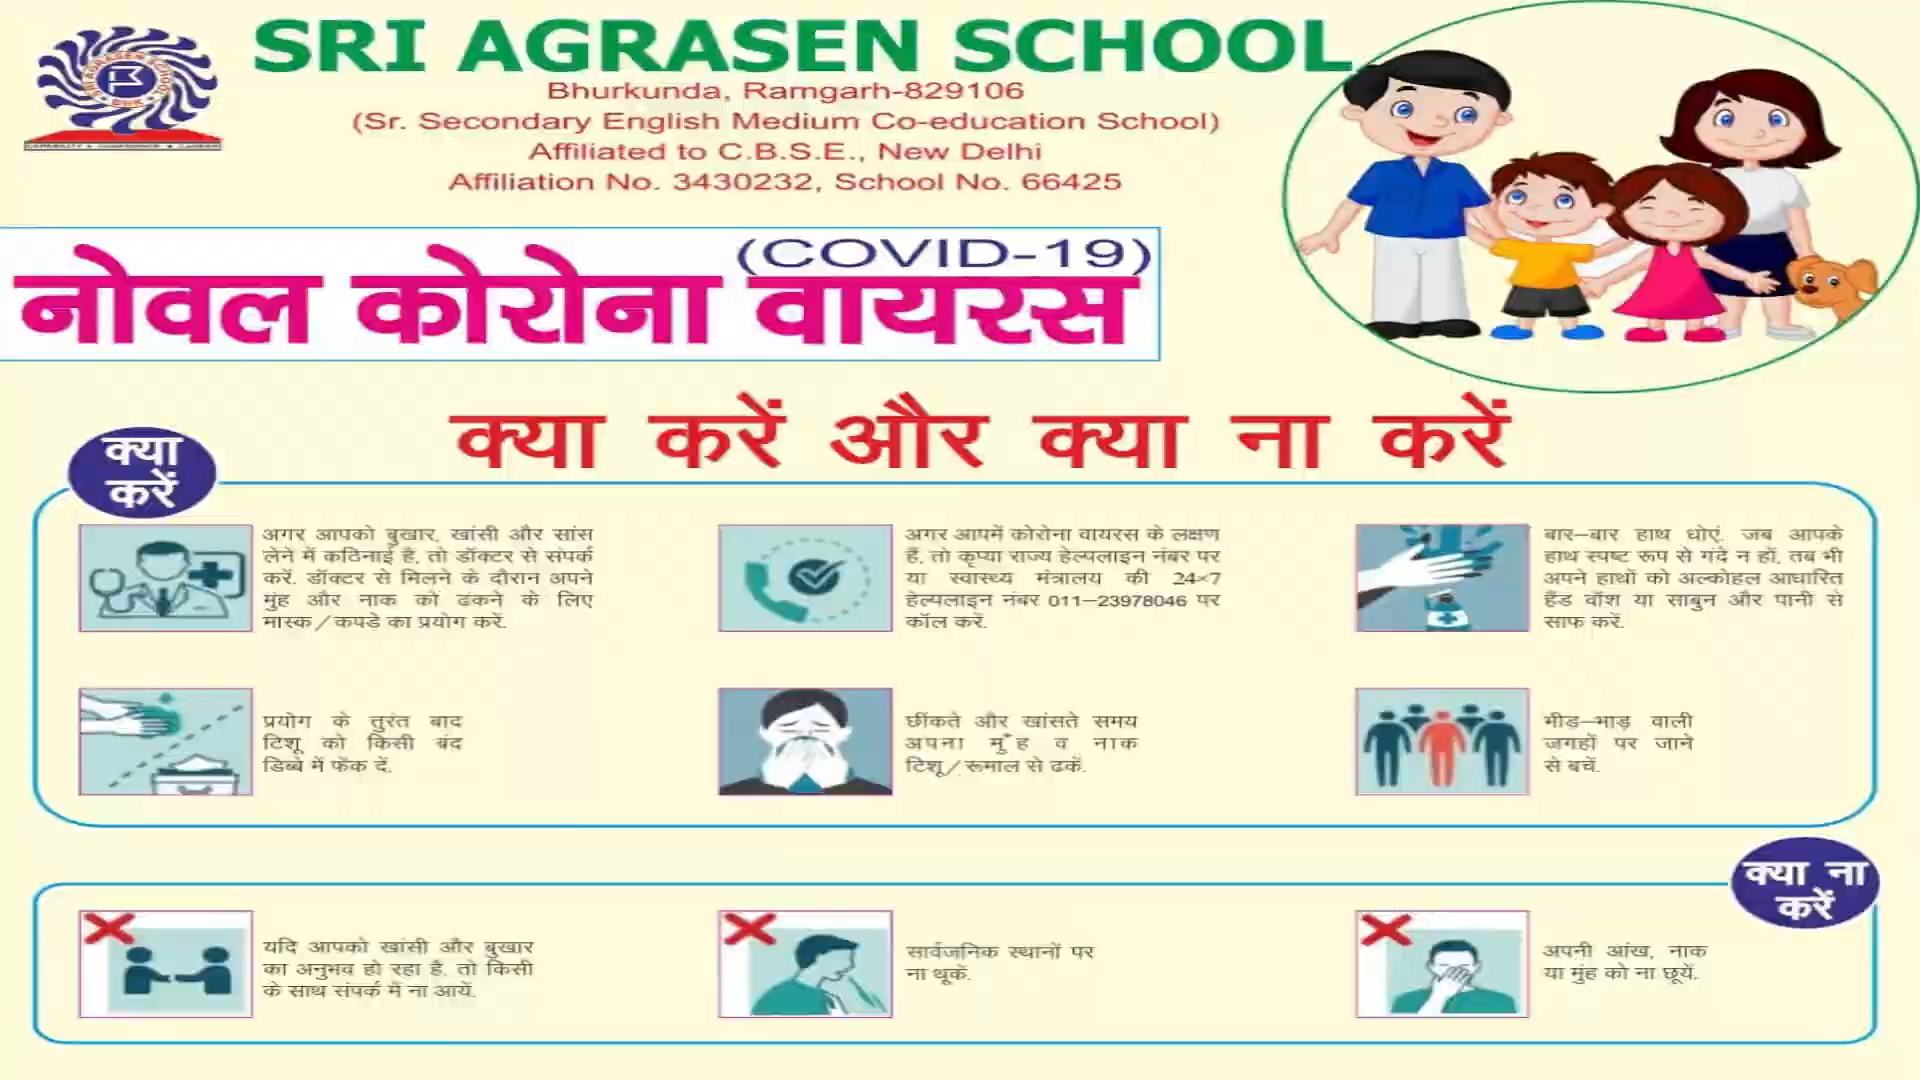 SRI AGRASEN SCHOOL
Bhurkunda, Ramgarh-829106
(Sr. Secondary English Medium Co-education School)
Affiliated to C.B.S.E., New Delhi
Affiliation No. 3430232, School No. 66425
(COVID-19)
नोवल कोरोना वायरस
क्या करें और क्या ना करें
क्या
करें
अगर आपको बुखार, खांसी और सांस
लेने में कठिनाई है, तो डॉक्टर से संपर्क
करें. डॉक्टर से मिलने के दौरान अपने
मुंह और नाक को ढंकने के लिए
मास्क/कपडे का प्रयोग करें.
अगर आपमें कोरोना वायरस के लक्षण
हैं, तो कृप्या राज्य हेल्पलाइन नंबर पर
या स्वास्थ्य मंत्रालय की 24×7
हेल्पलाइन नंबर 011–23978046 पर
कॉल करें.
बार–बार हाथ धोएं. जब आपके
हाथ स्पष्ट रूप से गंदे न हों, तब भी
अपने हाथों को अल्कोहल आधारित
हैंड वॉश या साबुन और पानी से
साफ करें.
प्रयोग के तुरंत बाद
टिशू को किसी बंद
डिब्बे में फेंक दें.
छींकते और खांसते समय
अपना मुँह व नाक
टिशू/रूमाल से ढकें.
भीड़–भाड़ वाली
जगहों पर जाने
से बचें.
क्या ना
करें
यदि आपको खांसी और बुखार
का अनुभव हो रहा है, तो किसी
के साथ संपर्क में ना आयें.
सार्वजनिक स्थानों पर
ना थूकें.
अपनी आंख, नाक
या मुंह को ना छूयें.